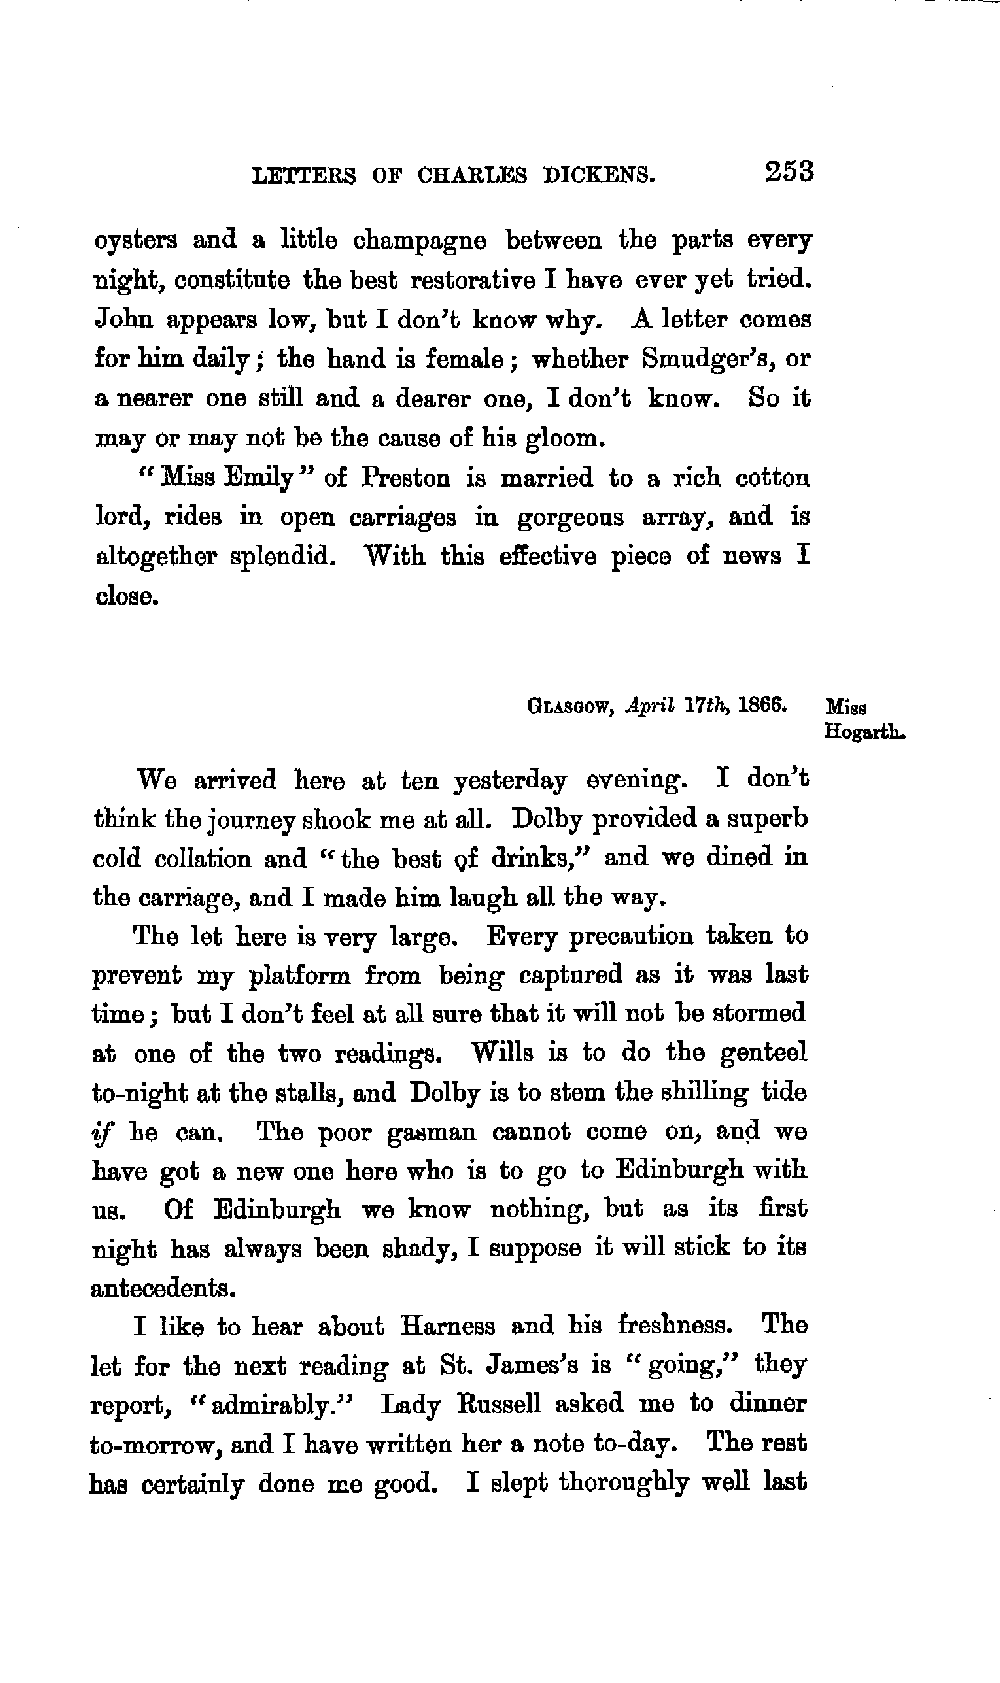 LETTERS OF CHARLES DICKENS. 253
oysters and a little champagne between the parts every
night, constitute the best restorative I have ever yet tried.
John appears low, but I don't know why. A letter comes
for him daily; the hand is female; whether Smudger's, or
a nearer one still and a dearer one, I don't know. So it
may or may not be the cause of his gloom.
"Miss Emily" of Preston is married to a rich cotton
lord, rides in open carriages in gorgeous array, and is
altogether splendid. With this effective piece of news I
close.
GLASGOW, April 17th, 1866. Miss
Hogarth.
We arrived here at ten yesterday evening. I don't
think the journey shook me at all. Dolby provided a superb
cold collation and "the best of drinks," and we dined in
the carriage, and I made him laugh all the way.
The let here is very large. Every precaution taken to
prevent my platform from being captured as it was last
time; but I don't feel at all sure that it will not be stormed
at one of the two readings. Wills is to do the genteel
to-night at the stalls, and Dolby is to stem the shilling tide
if he can. The poor gasman cannot come on, and we
have got a new one here who is to go to Edinburgh with
us. Of Edinburgh we know nothing, but as its first
night has always been shady, I suppose it will stick to its
antecedents.
I like to hear about Harness and his freshness. The
let for the next reading at St. James's is "going," they
report, "admirably." Lady Russell asked me to dinner
to-morrow, and I have written her a note to-day. The rest
has certainly done me good. I slept thoroughly well last